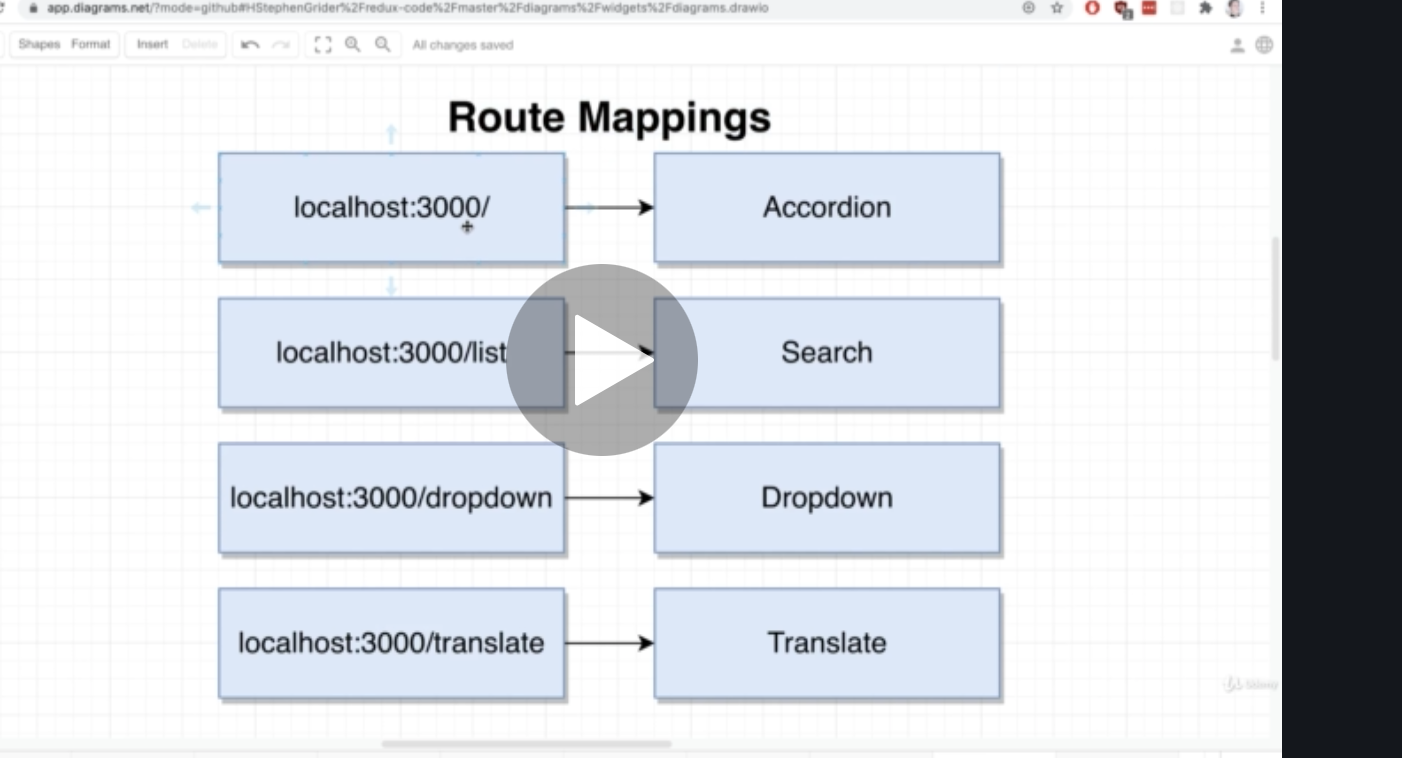 app.diagrams.net/?mode=github#HStephenGrider%2Fredux-code%2Fmaster%2Fdiagrams%2Fwidgets%2Fdiagrams.drawio
Shapes Format Insert Delete All changes saved
Route Mappings
localhost:3000/ Accordion
localhost:3000/list Search
localhost:3000/dropdown Dropdown
localhost:3000/translate Translate
Udemy